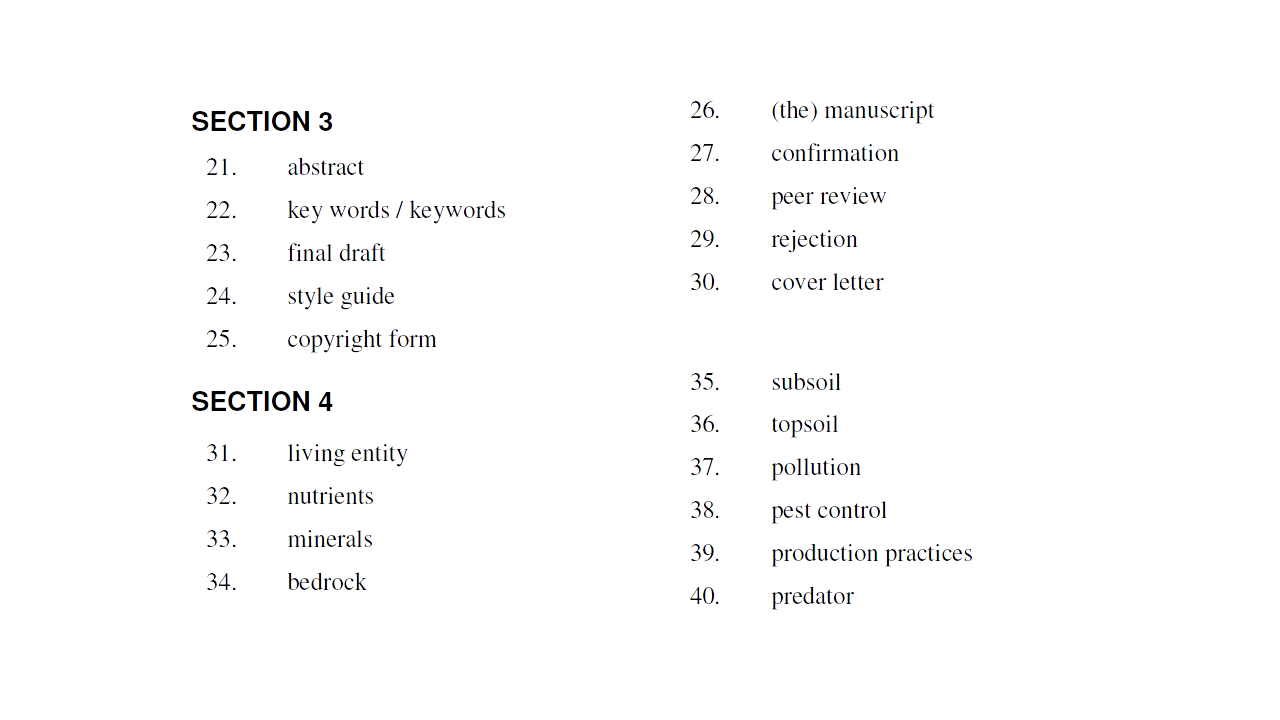 SECTION 3
21. abstract
22. key words / keywords
23. final draft
24. style guide
25. copyright form
26. (the) manuscript
27. confirmation
28. peer review
29. rejection
30. cover letter
SECTION 4
31. living entity
32. nutrients
33. minerals
34. bedrock
35. subsoil
36. topsoil
37. pollution
38. pest control
39. production practices
40. predator